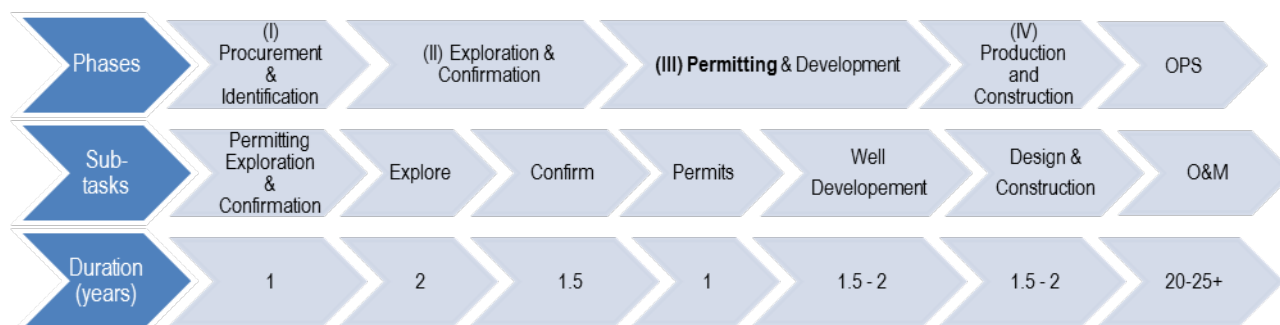 Phases
(I)
Procurement
&
Identification
(II) Exploration &
Confirmation
(III) Permitting & Development
(IV)
Production
and
Construction
OPS
Sub-
tasks
Permitting
Exploration
&
Confirmation
Explore
Confirm
Permits
Well
Developement
Design &
Construction
O&M
Duration
(years)
1
2
1.5
1
1.5 - 2
1.5 - 2
20-25+